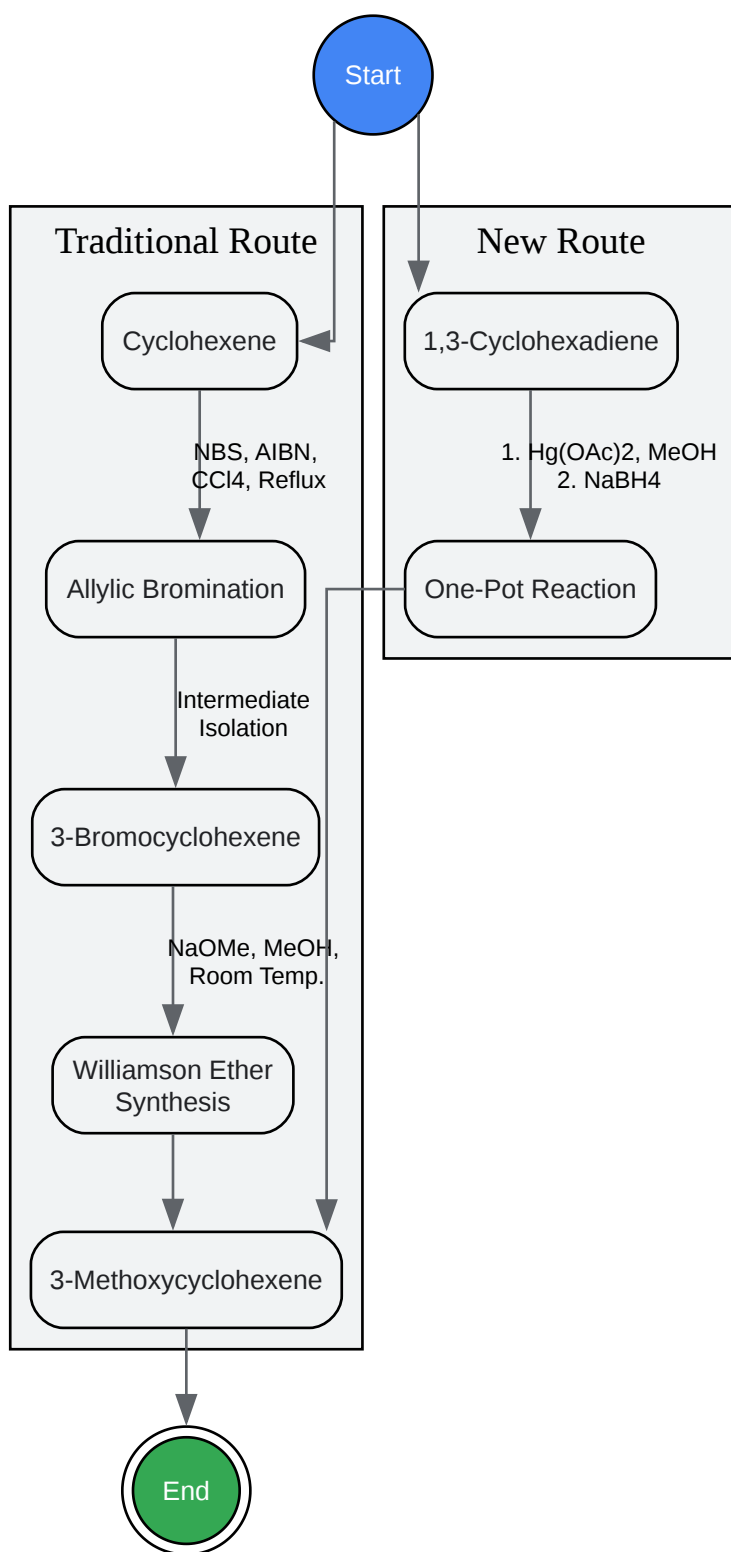 Start
Traditional Route
New Route
Cyclohexene
1,3-Cyclohexadiene
NBS, AIBN,
CCl4, Reflux
1. Hg(OAc)2, MeOH
2. NaBH4
Allylic Bromination
One-Pot Reaction
Intermediate
Isolation
3-Bromocyclohexene
NaOMe, MeOH,
Room Temp.
Williamson Ether
Synthesis
3-Methoxycyclohexene
End